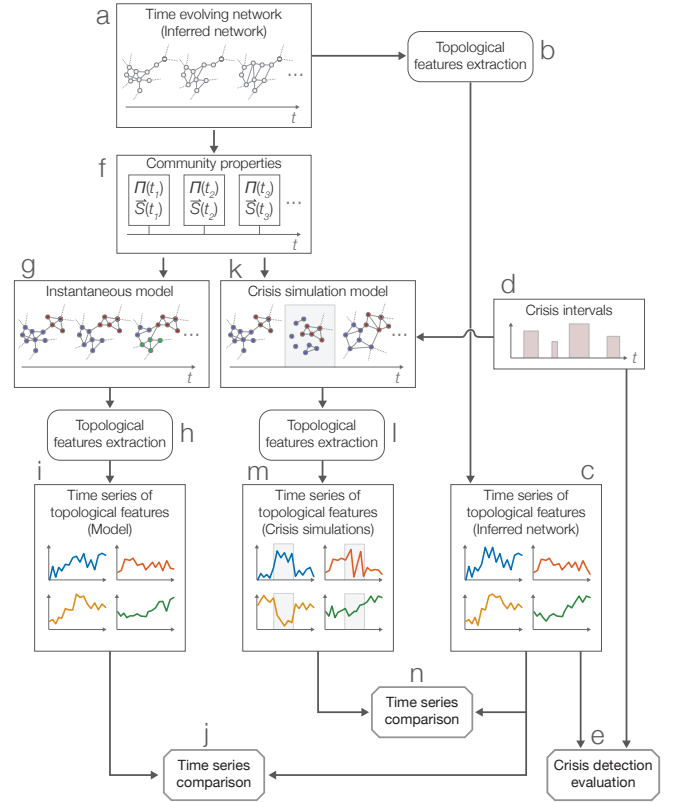 a
Time evolving network
(Inferred network)
...
t
b
Topological
features extraction
f
Community properties
Π(t₁)
S⃗(t₁)
Π(t₂)
S⃗(t₂)
Π(t₃)
S⃗(t₃)
...
t
g
Instantaneous model
...
t
k
Crisis simulation model
...
t
d
Crisis intervals
t
Topological
features extraction
h
Topological
features extraction
l
i
Time series of
topological features
(Model)
m
Time series of
topological features
(Crisis simulations)
c
Time series of
topological features
(Inferred network)
n
Time series
comparison
j
Time series
comparison
e
Crisis detection
evaluation